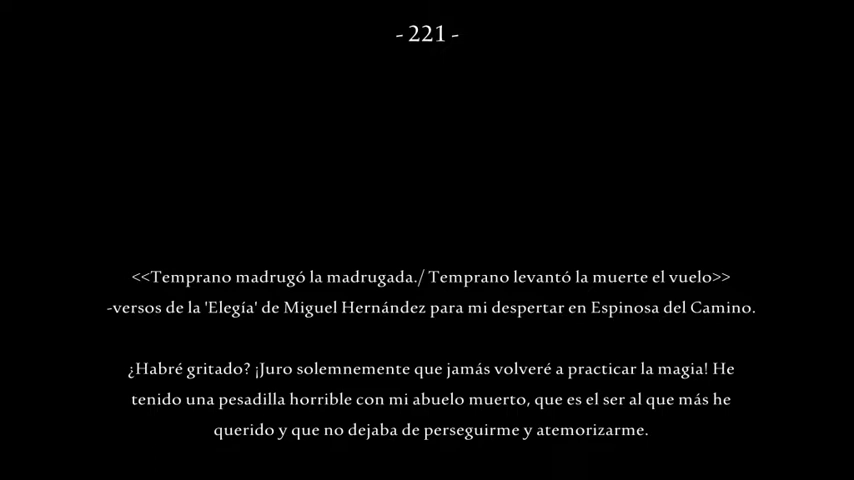 - 221 -
<<Temprano madrugó la madrugada./ Temprano levantó la muerte el vuelo>>
-versos de la 'Elegía' de Miguel Hernández para mi despertar en Espinosa del Camino.
¿Habré gritado? ¡Juro solemnemente que jamás volveré a practicar la magia! He
tenido una pesadilla horrible con mi abuelo muerto, que es el ser al que más he
querido y que no dejaba de perseguirme y atemorizarme.